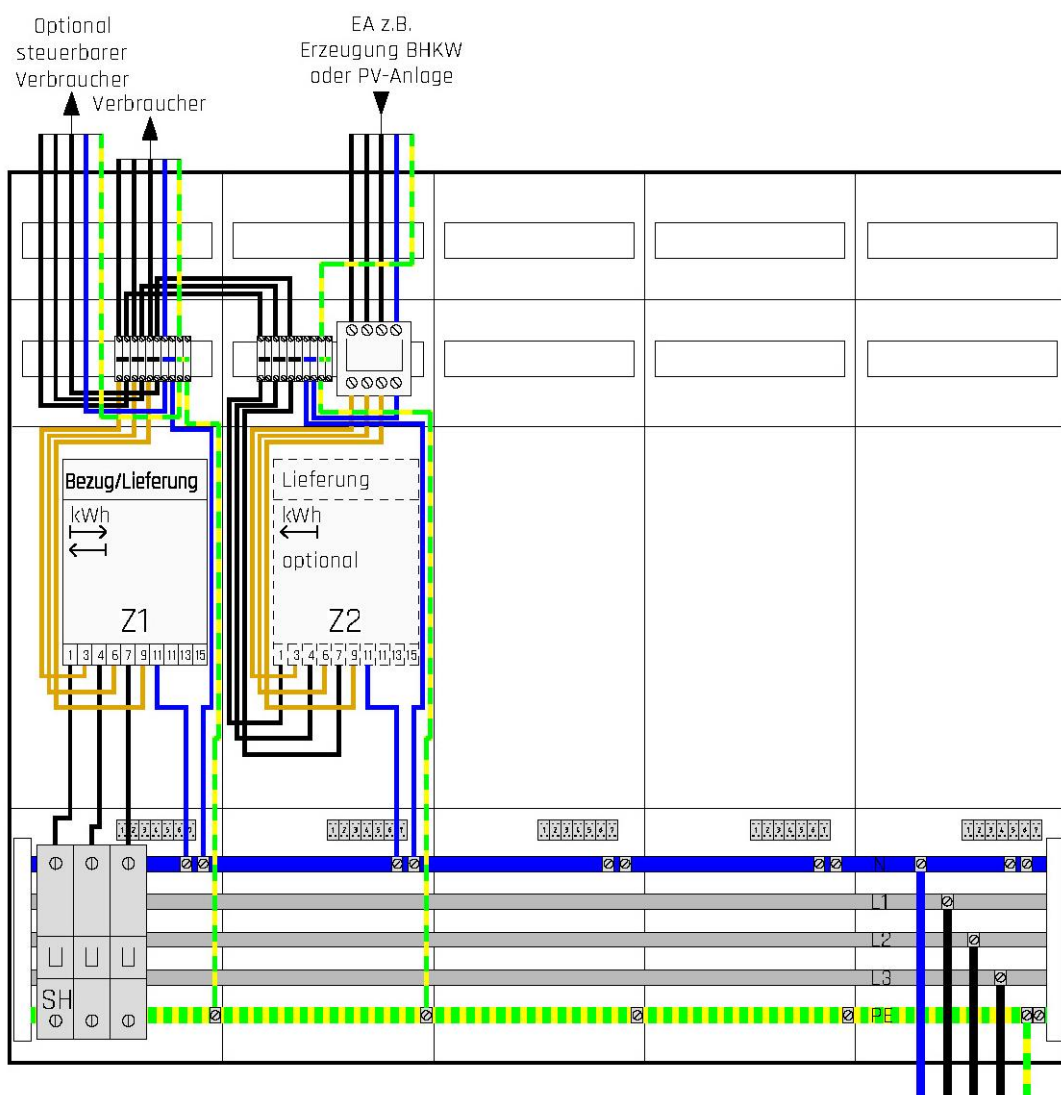 Optional
steuerbarer
Verbraucher
Verbraucher
EA z.B.
Erzeugung BHKW
oder PV-Anlage
Bezug/Lieferung
kWh
Z1
1 3 4 6 7 9 11 11 13 15
Lieferung
kWh
optional
Z2
1 3 4 6 7 9 11 11 13 15
1 2 3 4 5 6 7
1 2 3 4 5 6 7
1 2 3 4 5 6 7
1 2 3 4 5 6 7
1 2 3 4 5 6 7
N
L1
L2
L3
SH
PE